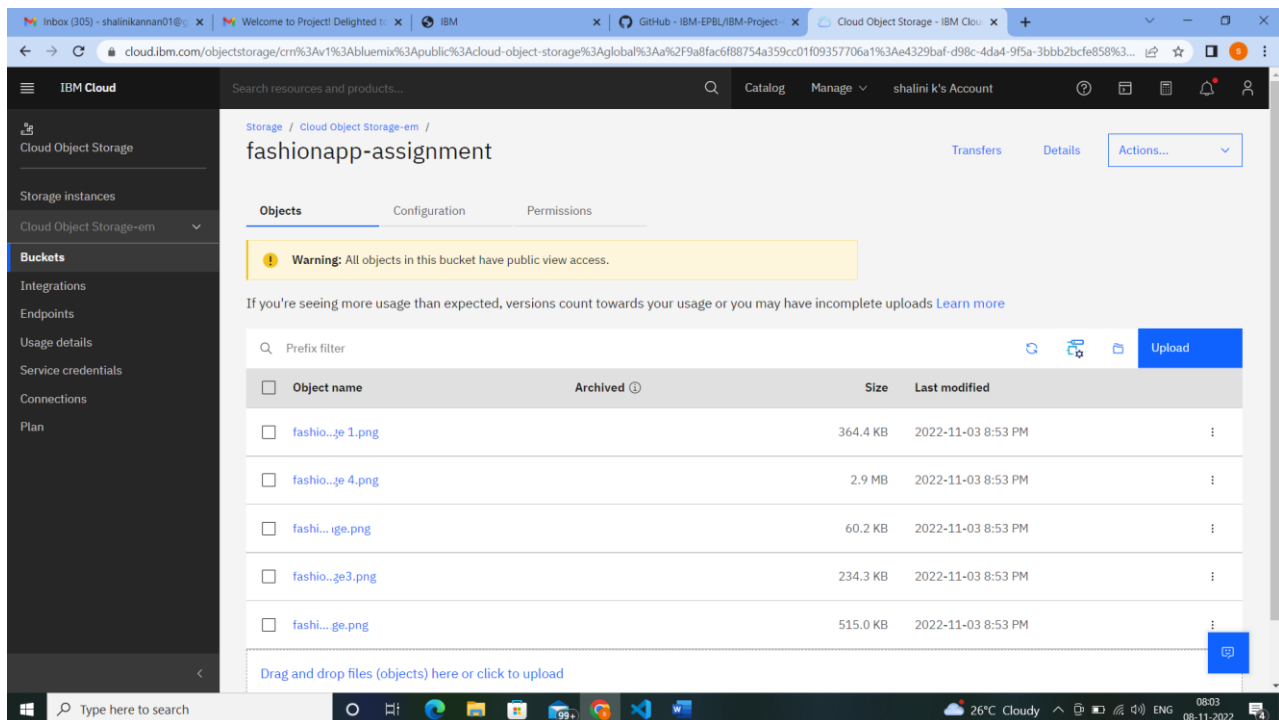 Inbox (305) - shalinikannan01@g
Welcome to Project! Delighted to
IBM
GitHub - IBM-EPBL/IBM-Project-
Cloud Object Storage - IBM Clou
cloud.ibm.com/objectstorage/crn%3Av1%3Abluemix%3Apublic%3Acloud-object-storage%3Aglobal%3Aa%2F9a8fac6f88754a359cc01f09357706a1%3Ae4329baf-d98c-4da4-9f5a-3bbb2bcfe858%3...
S
IBM Cloud
Search resources and products...
Catalog
Manage
shalini k's Account
Cloud Object Storage
Storage instances
Cloud Object Storage-em
Buckets
Integrations
Endpoints
Usage details
Service credentials
Connections
Plan
Storage / Cloud Object Storage-em /
fashionapp-assignment
Transfers
Details
Actions...
Objects
Configuration
Permissions
Warning: All objects in this bucket have public view access.
If you're seeing more usage than expected, versions count towards your usage or you may have incomplete uploads Learn more
Prefix filter
Upload
Object name Archived Size Last modified
fashio...ge 1.png 364.4 KB 2022-11-03 8:53 PM
fashio...ge 4.png 2.9 MB 2022-11-03 8:53 PM
fashi... ge.png 60.2 KB 2022-11-03 8:53 PM
fashio...ge3.png 234.3 KB 2022-11-03 8:53 PM
fashi... ge.png 515.0 KB 2022-11-03 8:53 PM
Drag and drop files (objects) here or click to upload
Type here to search
99+
26°C Cloudy
ENG
08:03
08-11-2022
4